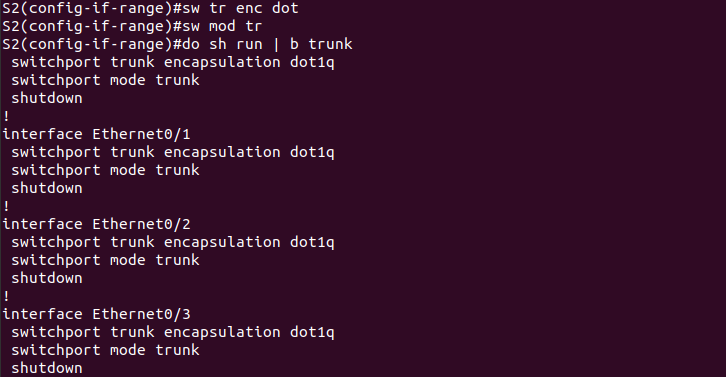 S2(config-if-range)#sw tr enc dot
S2(config-if-range)#sw mod tr
S2(config-if-range)#do sh run | b trunk
 switchport trunk encapsulation dot1q
 switchport mode trunk
 shutdown
!
interface Ethernet0/1
 switchport trunk encapsulation dot1q
 switchport mode trunk
 shutdown
!
interface Ethernet0/2
 switchport trunk encapsulation dot1q
 switchport mode trunk
 shutdown
!
interface Ethernet0/3
 switchport trunk encapsulation dot1q
 switchport mode trunk
 shutdown